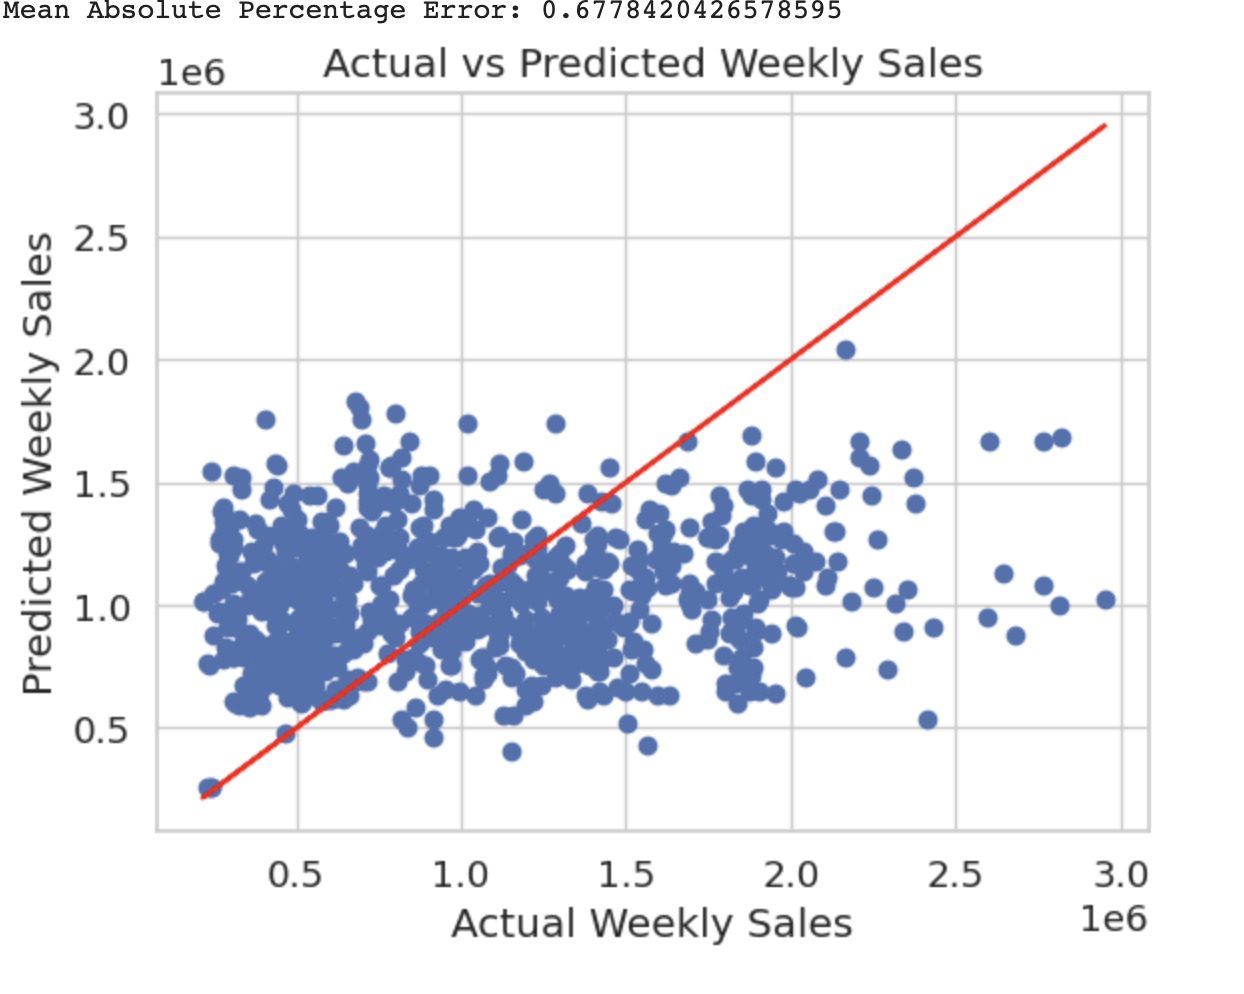 Mean Absolute Percentage Error: 0.6778420426578595
Actual vs Predicted Weekly Sales
1e6
3.0
2.5
2.0
1.5
1.0
0.5
Predicted Weekly Sales
0.5 1.0 1.5 2.0 2.5 3.0
1e6
Actual Weekly Sales